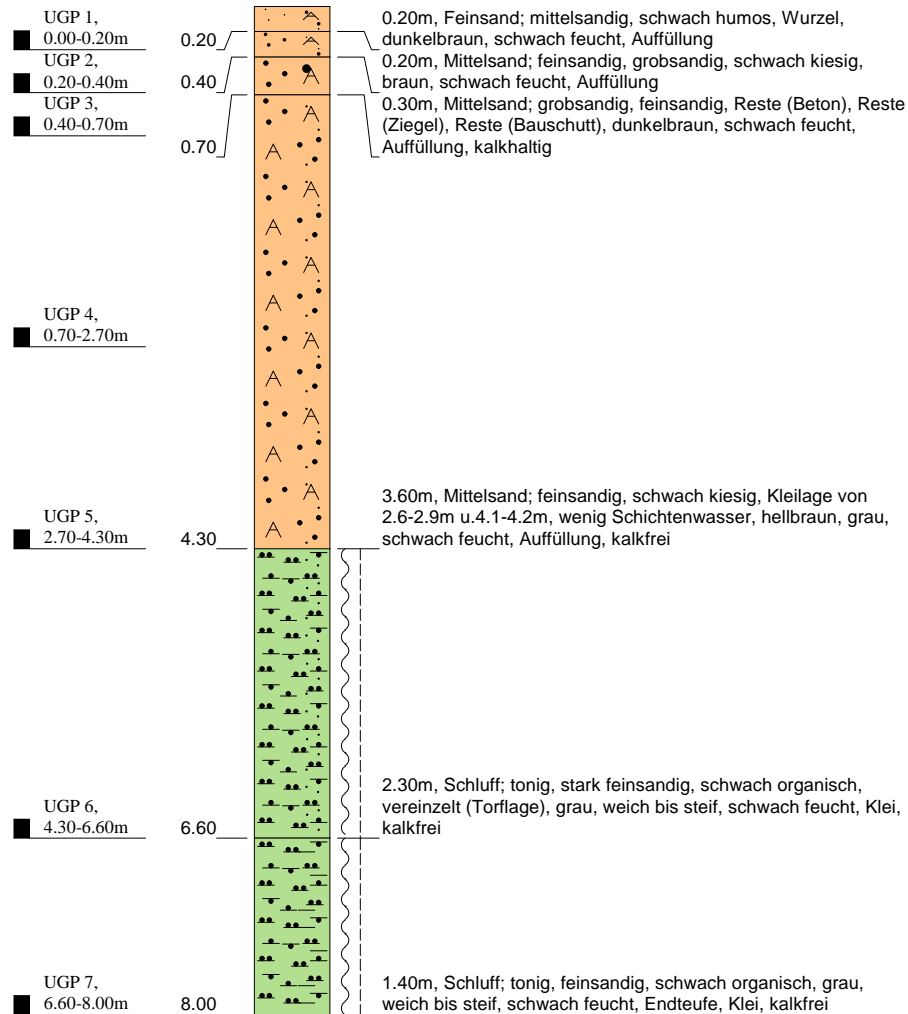 UGP 1,
0.00-0.20m
0.20
0.20m, Feinsand; mittelsandig, schwach humos, Wurzel,
dunkelbraun, schwach feucht, Auffüllung
UGP 2,
0.20-0.40m
0.40
0.20m, Mittelsand; feinsandig, grobsandig, schwach kiesig,
braun, schwach feucht, Auffüllung
UGP 3,
0.40-0.70m
0.70
0.30m, Mittelsand; grobsandig, feinsandig, Reste (Beton), Reste
(Ziegel), Reste (Bauschutt), dunkelbraun, schwach feucht,
Auffüllung, kalkhaltig
UGP 4,
0.70-2.70m
UGP 5,
2.70-4.30m
4.30
3.60m, Mittelsand; feinsandig, schwach kiesig, Kleilage von
2.6-2.9m u.4.1-4.2m, wenig Schichtenwasser, hellbraun, grau,
schwach feucht, Auffüllung, kalkfrei
UGP 6,
4.30-6.60m
6.60
2.30m, Schluff; tonig, stark feinsandig, schwach organisch,
vereinzelt (Torflage), grau, weich bis steif, schwach feucht, Klei,
kalkfrei
UGP 7,
6.60-8.00m
8.00
1.40m, Schluff; tonig, feinsandig, schwach organisch, grau,
weich bis steif, schwach feucht, Endteufe, Klei, kalkfrei